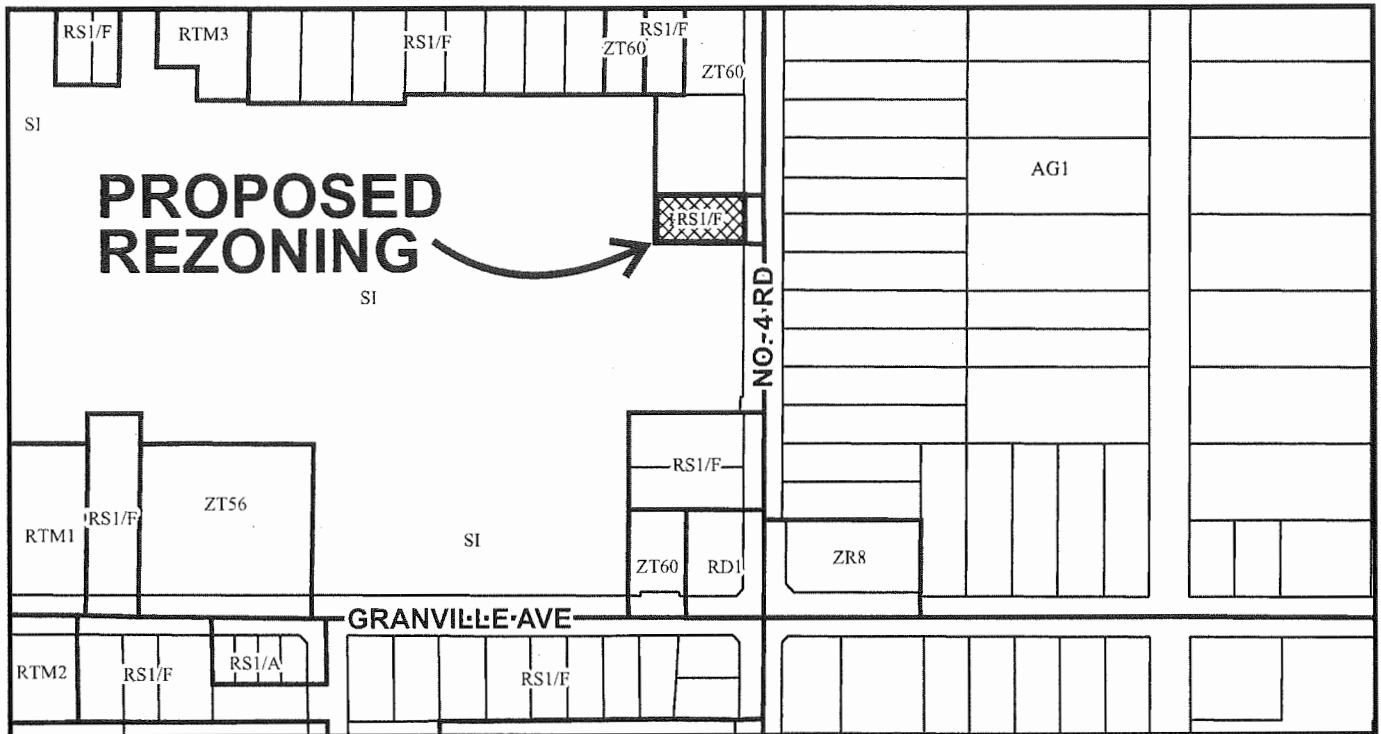 RS1/F
RTM3
RS1/F
ZT60
RS1/F
ZT60
SI
AG1
PROPOSED
REZONING
RS1/F
SI
NO. 4 RD
RS1/F
ZT56
RS1/F
RTM1
SI
ZT60
RD1
ZR8
GRANVILLE AVE
RTM2
RS1/F
RS1/A
RS1/F